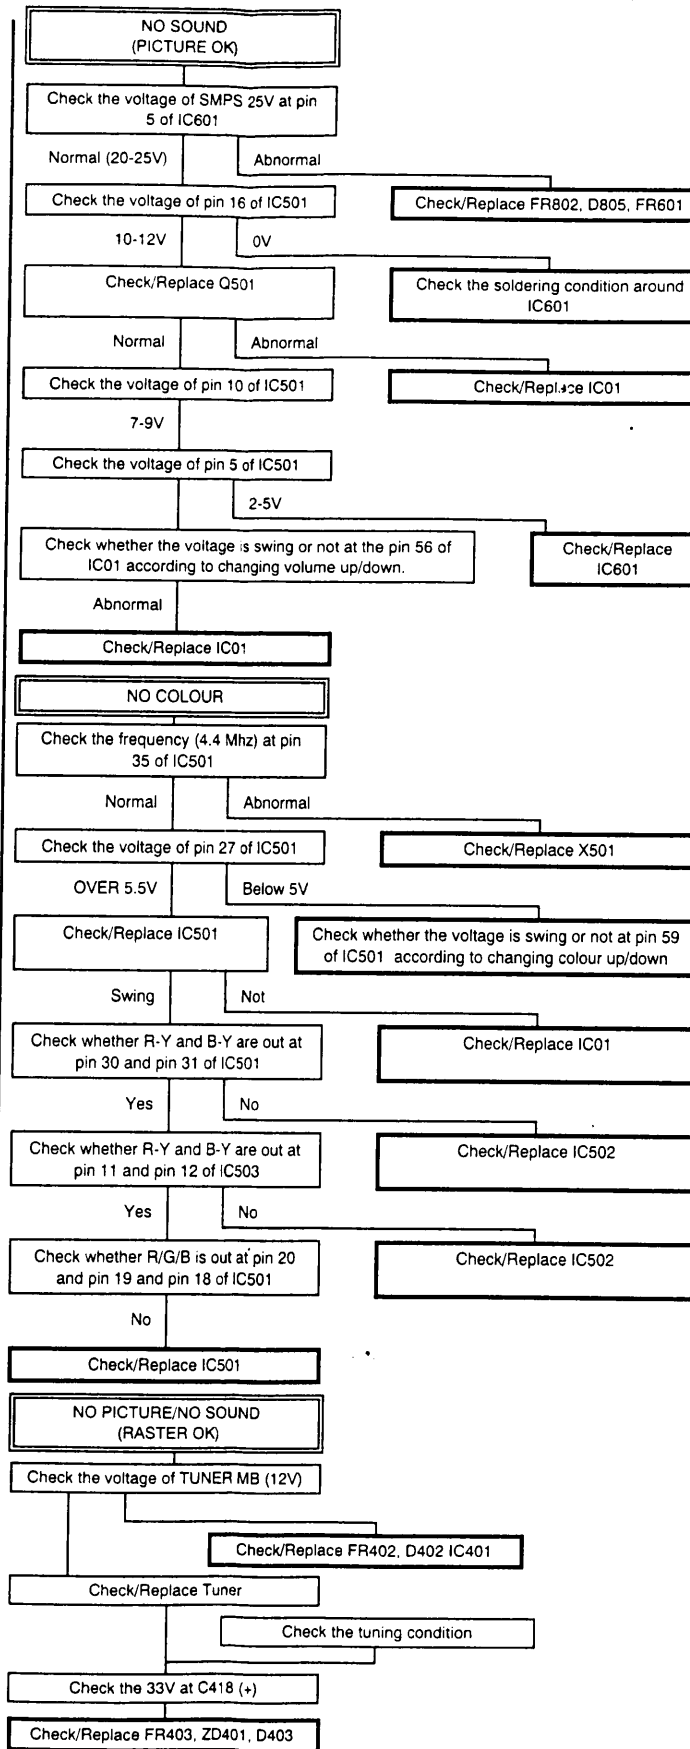 NO SOUND
(PICTURE OK)
Check the voltage of SMPS 25V at pin
5 of IC601
Normal (20-25V)
Abnormal
Check the voltage of pin 16 of IC501
Check/Replace FR802, D805, FR601
10-12V
0V
Check/Replace Q501
Check the soldering condition around
IC601
Normal
Abnormal
Check the voltage of pin 10 of IC501
Check/Replace IC01
7-9V
Check the voltage of pin 5 of IC501
2-5V
Check whether the voltage is swing or not at the pin 56 of
IC01 according to changing volume up/down.
Check/Replace
IC601
Abnormal
Check/Replace IC01
NO COLOUR
Check the frequency (4.4 Mhz) at pin
35 of IC501
Normal
Abnormal
Check the voltage of pin 27 of IC501
Check/Replace X501
OVER 5.5V
Below 5V
Check/Replace IC501
Check whether the voltage is swing or not at pin 59
of IC501 according to changing colour up/down
Swing
Not
Check whether R-Y and B-Y are out at
pin 30 and pin 31 of IC501
Check/Replace IC01
Yes
No
Check whether R-Y and B-Y are out at
pin 11 and pin 12 of IC503
Check/Replace IC502
Yes
No
Check whether R/G/B is out at pin 20
and pin 19 and pin 18 of IC501
Check/Replace IC502
No
Check/Replace IC501
NO PICTURE/NO SOUND
(RASTER OK)
Check the voltage of TUNER MB (12V)
Check/Replace FR402, D402 IC401
Check/Replace Tuner
Check the tuning condition
Check the 33V at C418 (+)
Check/Replace FR403, ZD401, D403